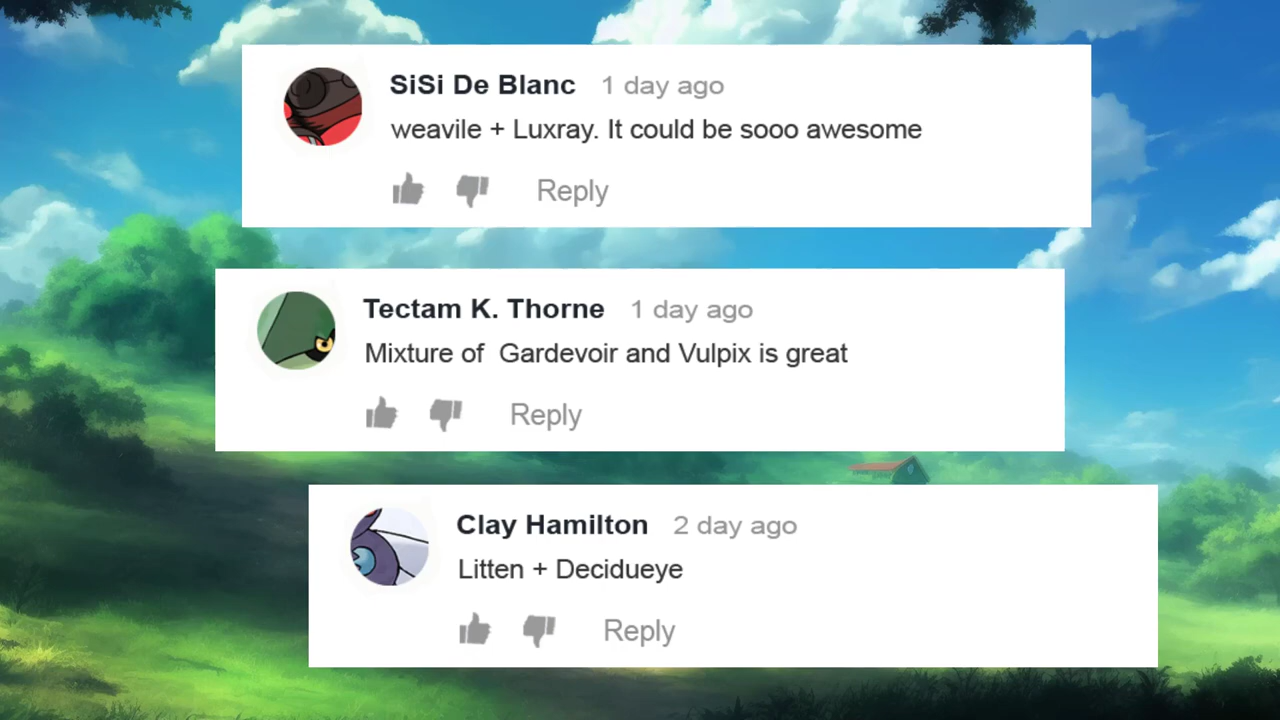 SiSi De Blanc 1 day ago
weavile + Luxray. It could be sooo awesome
Reply
Tectam K. Thorne 1 day ago
Mixture of  Gardevoir and Vulpix is great
Reply
Clay Hamilton 2 day ago
Litten + Decidueye
Reply